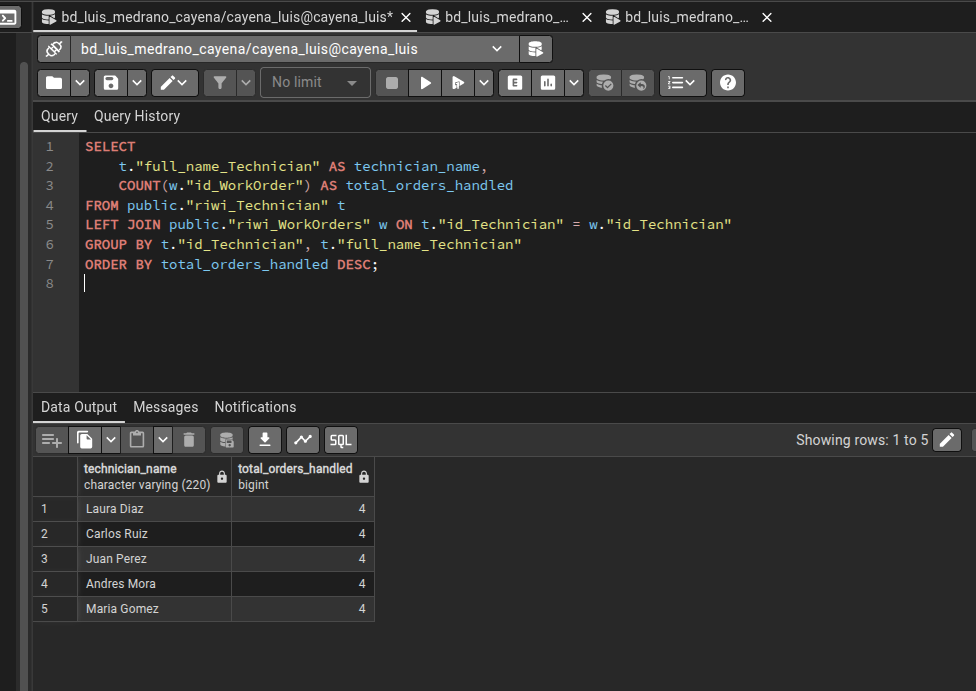 bd_luis_medrano_cayena/cayena_luis@cayena_luis* bd_luis_medrano_... bd_luis_medrano_...
bd_luis_medrano_cayena/cayena_luis@cayena_luis
No limit E
Query Query History
1 SELECT
2 t."full_name_Technician" AS technician_name,
3 COUNT(w."id_WorkOrder") AS total_orders_handled
4 FROM public."riwi_Technician" t
5 LEFT JOIN public."riwi_WorkOrders" w ON t."id_Technician" = w."id_Technician"
6 GROUP BY t."id_Technician", t."full_name_Technician"
7 ORDER BY total_orders_handled DESC;
8
Data Output Messages Notifications
SQL Showing rows: 1 to 5
technician_name total_orders_handled
character varying (220) bigint
1 Laura Diaz 4
2 Carlos Ruiz 4
3 Juan Perez 4
4 Andres Mora 4
5 Maria Gomez 4